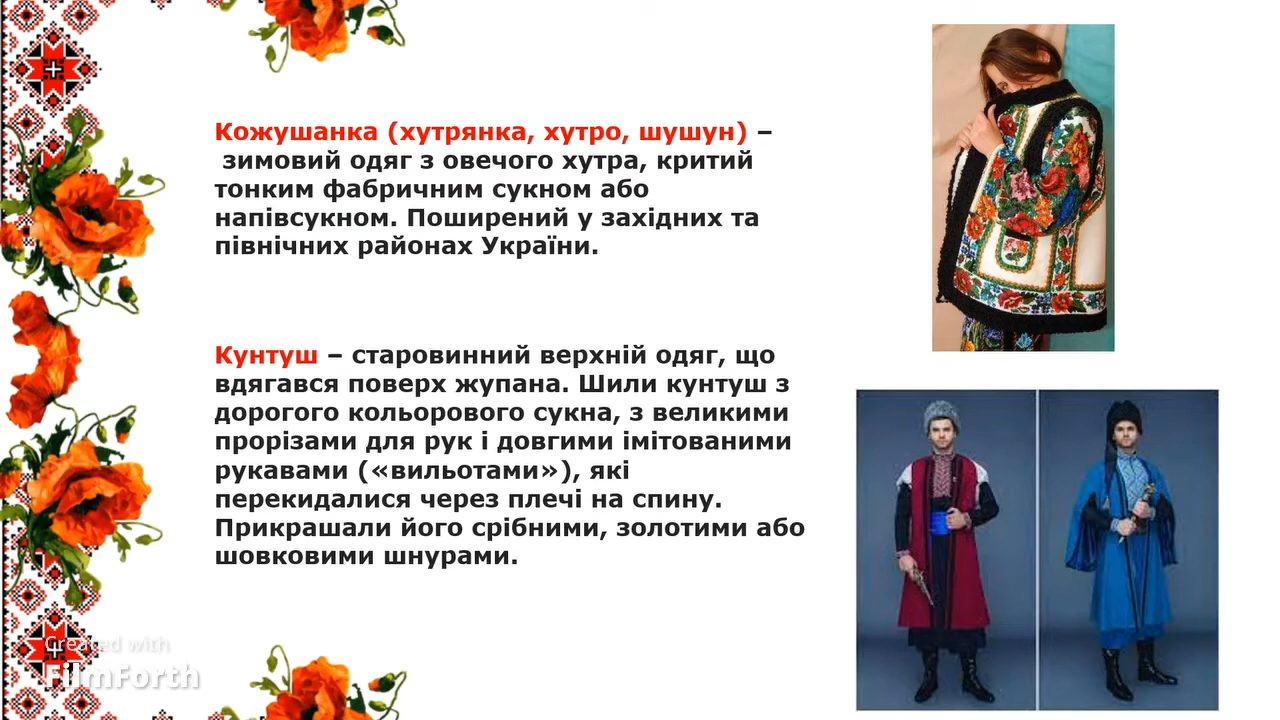 Кожушанка (хутрянка, хутро, шушун) –
зимовий одяг з овечого хутра, критий
тонким фабричним сукном або
напівсукном. Поширений у західних та
північних районах України.
Кунтуш – старовинний верхній одяг, що
вдягався поверх жупана. Шили кунтуш з
дорогого кольорового сукна, з великими
прорізами для рук і довгими імітованими
рукавами («вильотами»), які
перекидалися через плечі на спину.
Прикрашали його срібними, золотими або
шовковими шнурами.
Created with
FilmForth